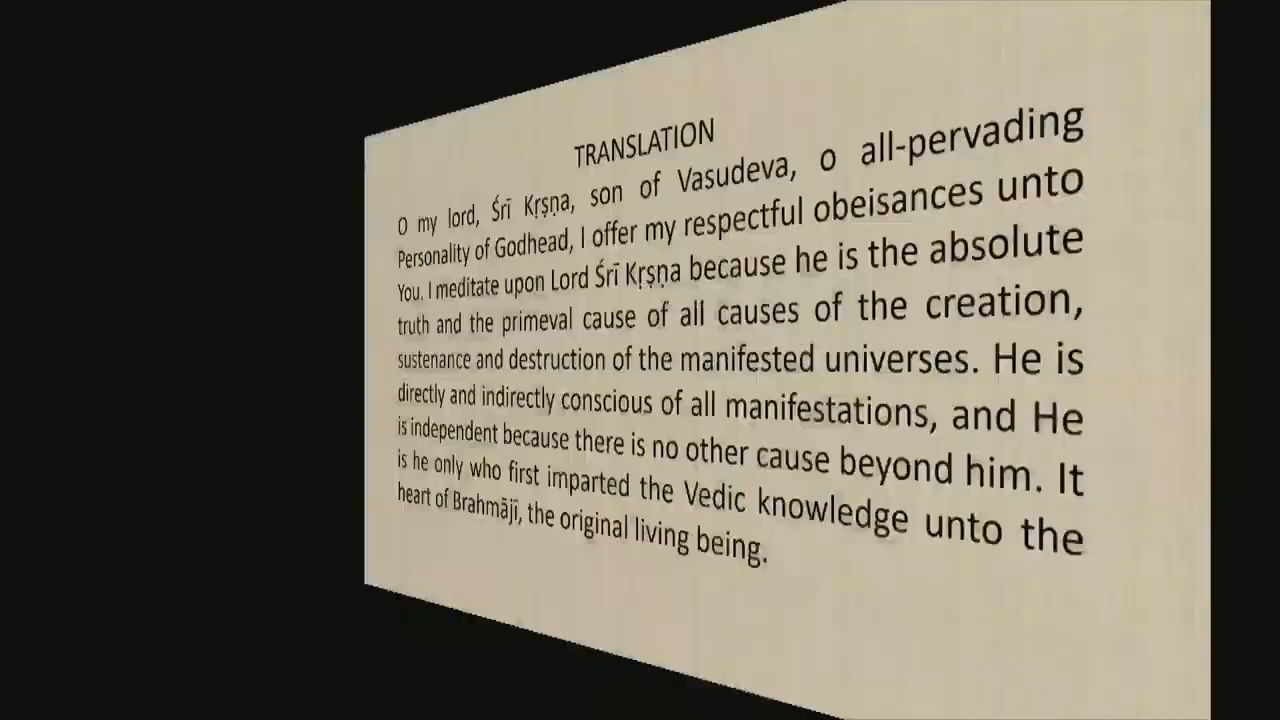 TRANSLATION
O my lord, Śrī Kṛṣṇa, son of Vasudeva, o all-pervading
Personality of Godhead, I offer my respectful obeisances unto
You. I meditate upon Lord Śrī Kṛṣṇa because he is the absolute
truth and the primeval cause of all causes of the creation,
sustenance and destruction of the manifested universes. He is
directly and indirectly conscious of all manifestations, and He
is independent because there is no other cause beyond him. It
is he only who first imparted the Vedic knowledge unto the
heart of Brahmājī, the original living being.